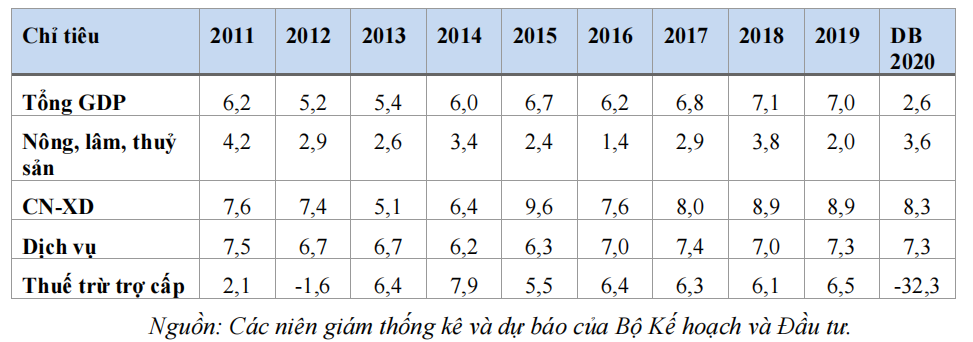 Chỉ tiêu 2011 2012 2013 2014 2015 2016 2017 2018 2019 DB
2020
Tổng GDP 6,2 5,2 5,4 6,0 6,7 6,2 6,8 7,1 7,0 2,6
Nông, lâm, thuỷ 4,2 2,9 2,6 3,4 2,4 1,4 2,9 3,8 2,0 3,6
sản
CN-XD 7,6 7,4 5,1 6,4 9,6 7,6 8,0 8,9 8,9 8,3
Dịch vụ 7,5 6,7 6,7 6,2 6,3 7,0 7,4 7,0 7,3 7,3
Thuế trừ trợ cấp 2,1 -1,6 6,4 7,9 5,5 6,4 6,3 6,1 6,5 -32,3
Nguồn: Các niên giám thống kê và dự báo của Bộ Kế hoạch và Đầu tư.